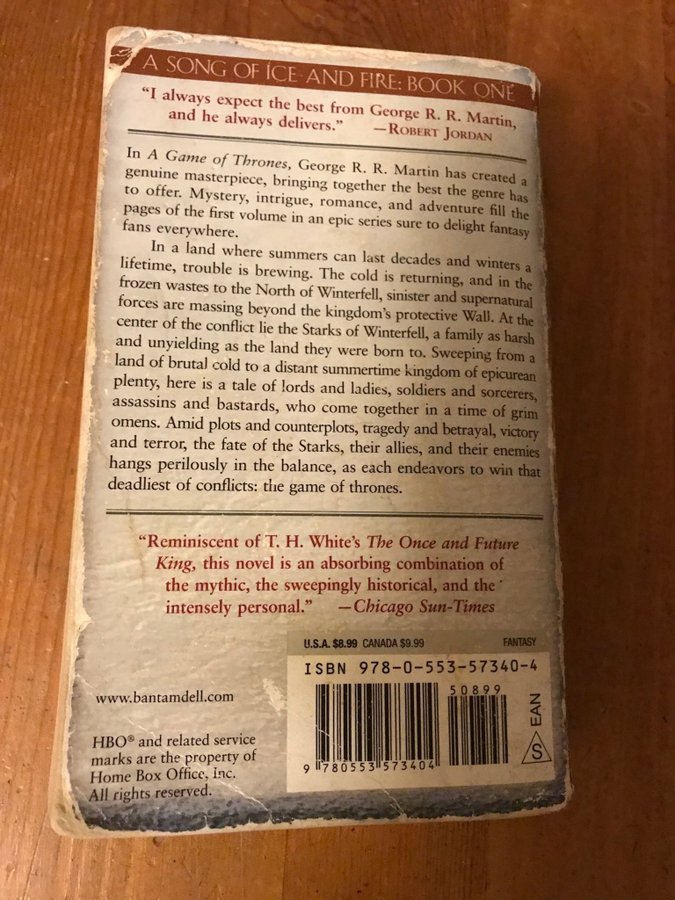 A SONG OF ICE AND FIRE: BOOK ONE
“I always expect the best from George R. R. Martin,
and he always delivers.” —ROBERT JORDAN
In A Game of Thrones, George R. R. Martin has created a
genuine masterpiece, bringing together the best the genre has
to offer. Mystery, intrigue, romance, and adventure fill the
pages of the first volume in an epic series sure to delight fantasy
fans everywhere.
In a land where summers can last decades and winters a
lifetime, trouble is brewing. The cold is returning, and in the
frozen wastes to the North of Winterfell, sinister and supernatural
forces are massing beyond the kingdom’s protective Wall. At the
center of the conflict lie the Starks of Winterfell, a family as harsh
and unyielding as the land they were born to. Sweeping from a
land of brutal cold to a distant summertime kingdom of epicurean
plenty, here is a tale of lords and ladies, soldiers and sorcerers,
assassins and bastards, who come together in a time of grim
omens. Amid plots and counterplots, tragedy and betrayal, victory
and terror, the fate of the Starks, their allies, and their enemies
hangs perilously in the balance, as each endeavors to win that
deadliest of conflicts: the game of thrones.
“Reminiscent of T. H. White’s The Once and Future
King, this novel is an absorbing combination of
the mythic, the sweepingly historical, and the
intensely personal.” —Chicago Sun-Times
U.S.A. $8.99 CANADA $9.99 FANTASY
ISBN 978-0-553-57340-4
50899
9 780553 573404
S EAN
www.bantamdell.com
HBO® and related service
marks are the property of
Home Box Office, Inc.
All rights reserved.